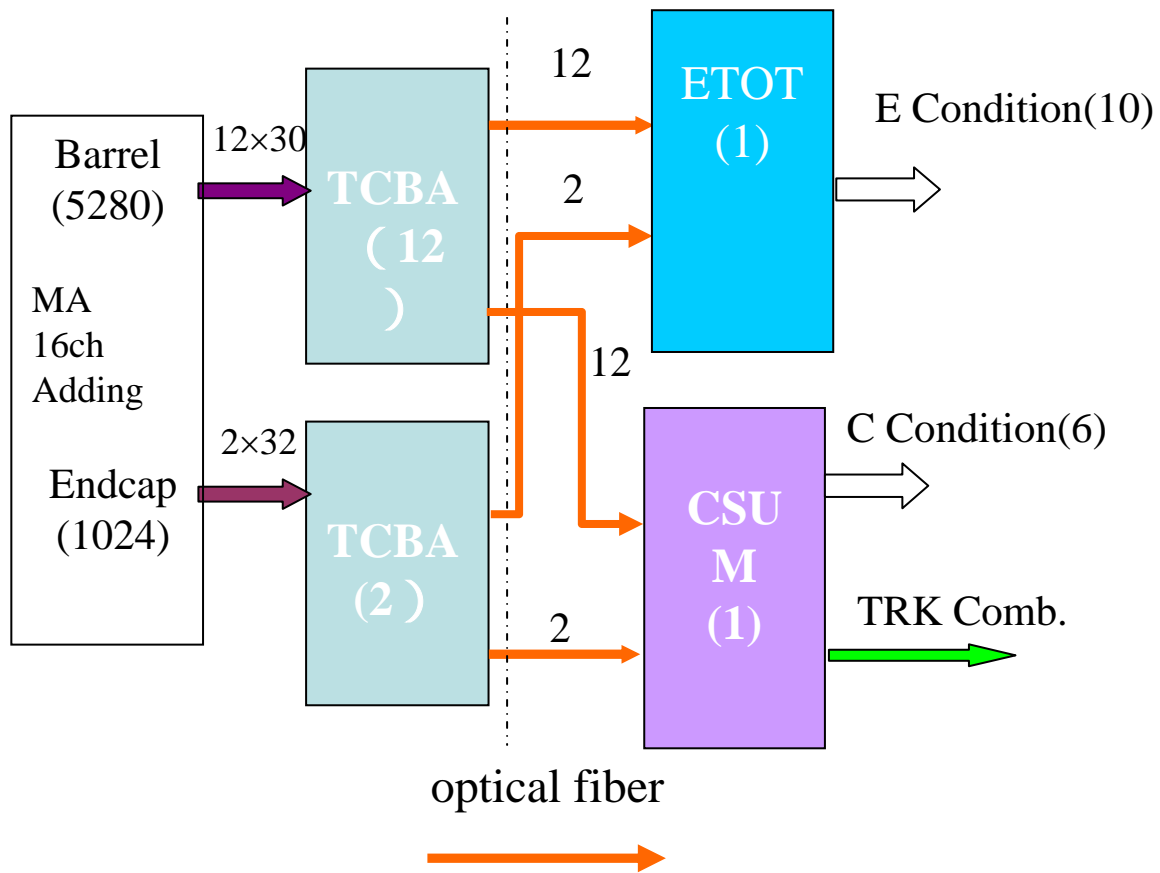 Barrel
(5280)
MA
16ch
Adding
Endcap
(1024)
12×30
2×32
TCBA
（ 12
）
TCBA
(2 ）
12
2
12
2
ETOT
(1)
CSU
M
(1)
E Condition(10)
C Condition(6)
TRK Comb.
optical fiber